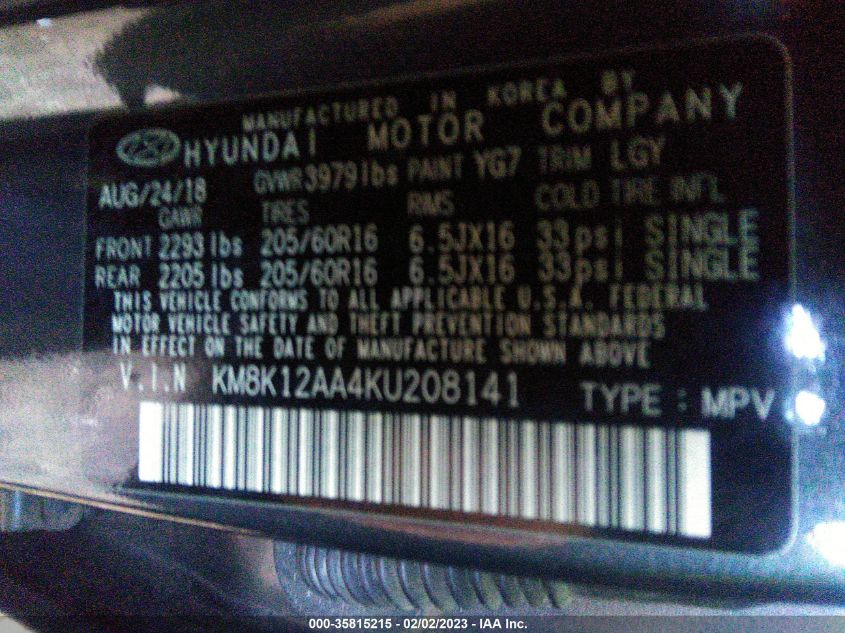 MANUFACTURED IN KOREA BY
HYUNDAI MOTOR COMPANY
AUG/24/18 GVWR 3979lbs PAINT YG7 TRIM LGY
GAWR TIRES RIMS COLD TIRE INFL
FRONT 2293 lbs 205/60R16 6.5JX16 33psi SINGLE
REAR 2205 lbs 205/60R16 6.5JX16 33psi SINGLE
THIS VEHICLE CONFORMS TO ALL APPLICABLE U.S.A. FEDERAL
MOTOR VEHICLE SAFETY AND THEFT PREVENTION STANDARDS
IN EFFECT ON THE DATE OF MANUFACTURE SHOWN ABOVE
V.I.N KM8K12AA4KU208141 TYPE : MPV
000-35815215 - 02/02/2023 - IAA Inc.